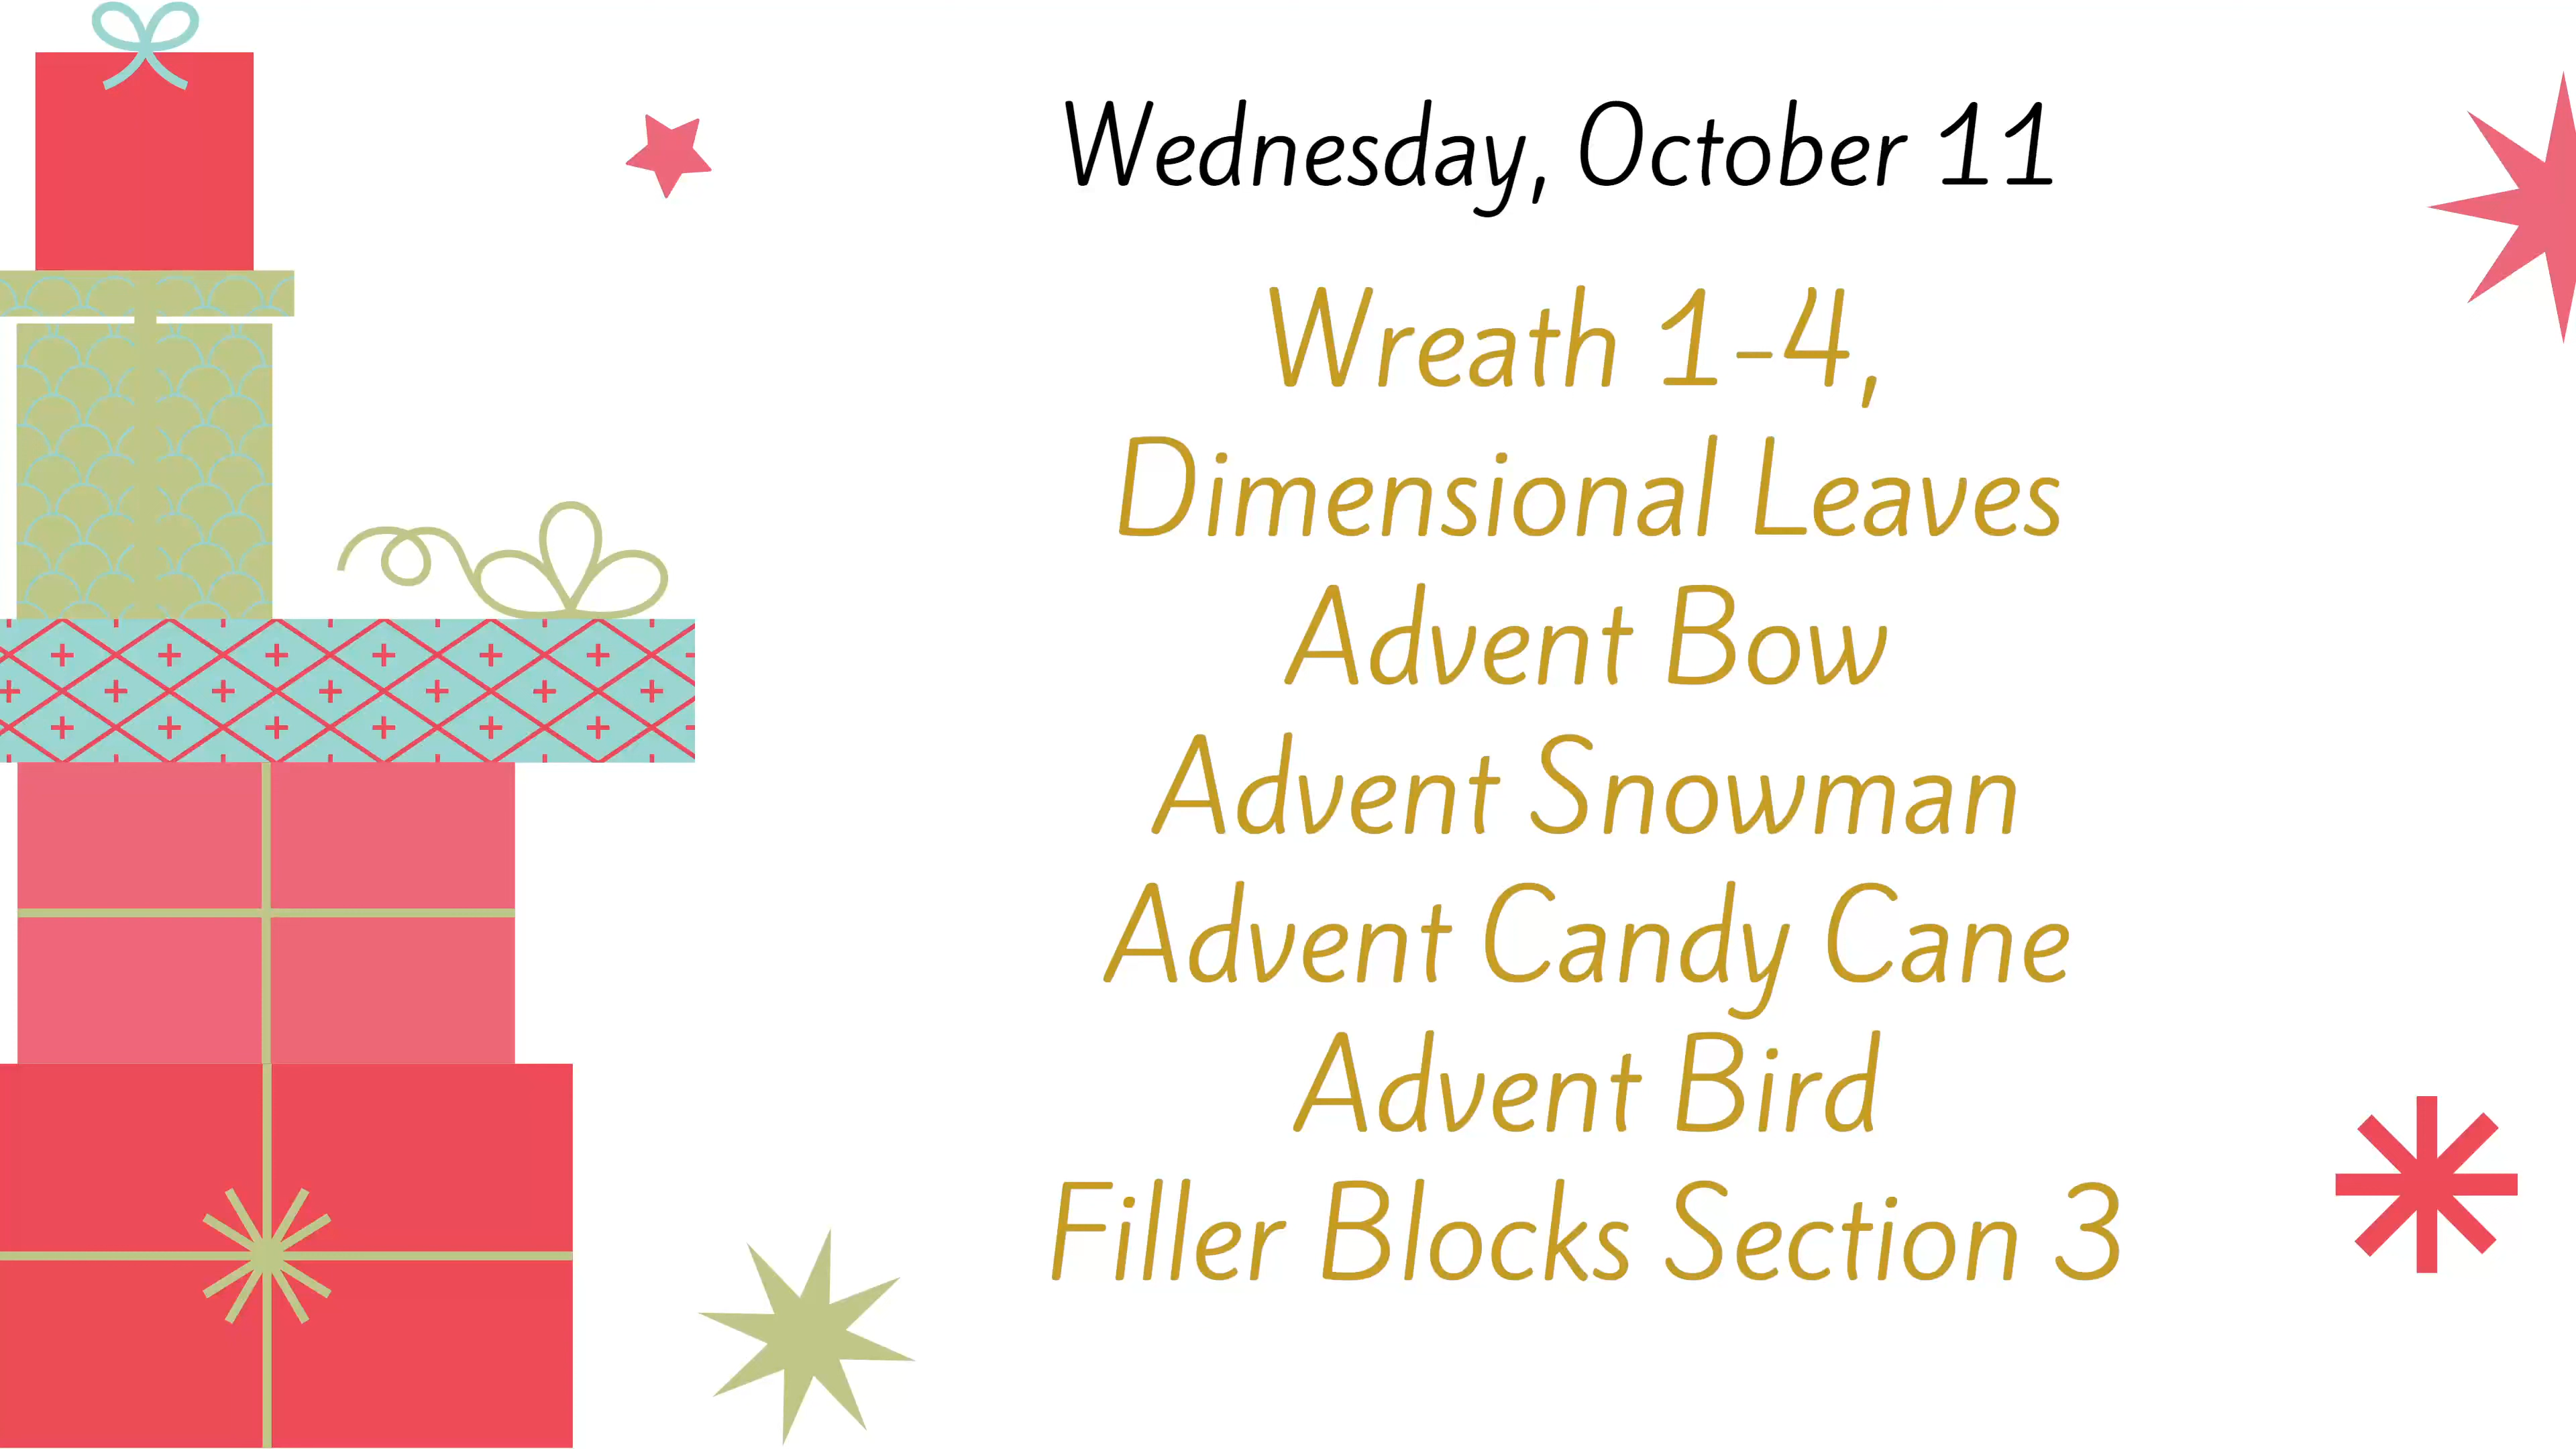 Wednesday, October 11
Wreath 1-4,
Dimensional Leaves
Advent Bow
Advent Snowman
Advent Candy Cane
Advent Bird
Filler Blocks Section 3